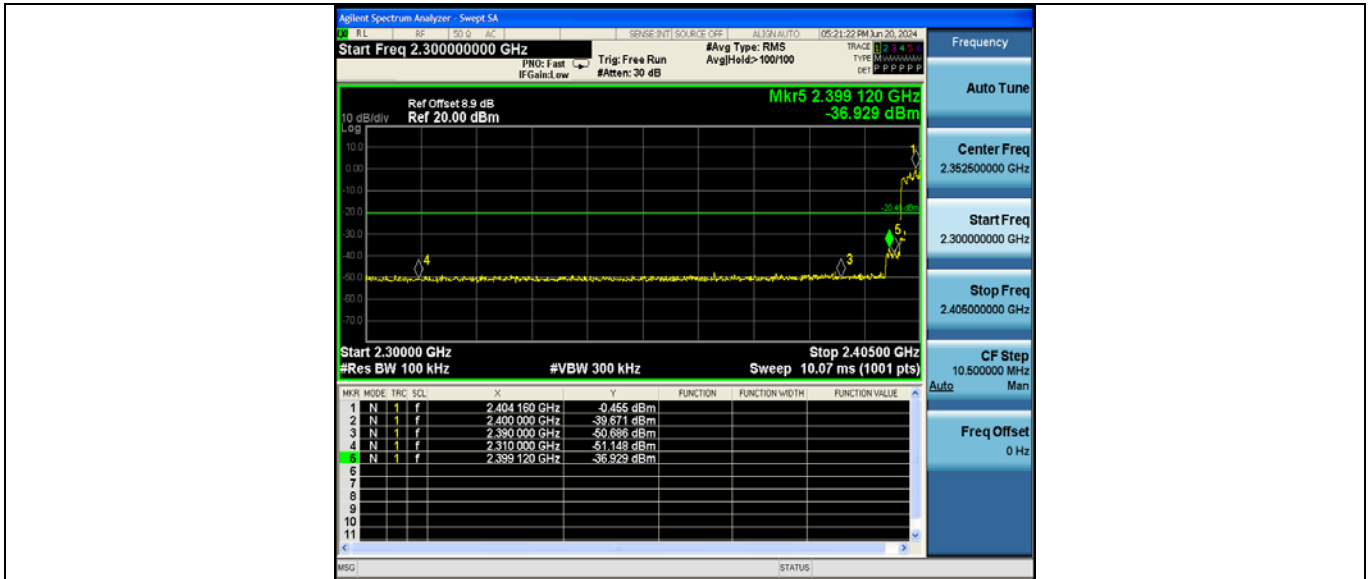 Agilent Spectrum Analyzer - Swept SA
RL RF 50 Ω AC SENSE:INT SOURCE OFF ALIGN AUTO 05:21:22 PM Jun 20, 2024
Start Freq 2.300000000 GHz
#Avg Type: RMS
TRACE 1 2 3 4 5 6
PNO: Fast Trig: Free Run Avg|Hold:> 100/100
TYPE M
IFGain:Low #Atten: 30 dB
DET P P P P P P
Mkr5 2.399 120 GHz
-36.929 dBm
Ref Offset 8.9 dB
10 dB/div Ref 20.00 dBm
Log
10.0
0.00
-10.0
-20.0
-30.0
-40.0
-50.0
-60.0
-70.0
1
5
3
4
Start 2.30000 GHz Stop 2.40500 GHz
#Res BW 100 kHz #VBW 300 kHz Sweep 10.07 ms (1001 pts)
MKR MODE TRC SCL X Y FUNCTION FUNCTION WIDTH FUNCTION VALUE
1 N 1 f 2.404 160 GHz -0.455 dBm
2 N 1 f 2.400 000 GHz -39.671 dBm
3 N 1 f 2.390 000 GHz -50.686 dBm
4 N 1 f 2.310 000 GHz -51.148 dBm
5 N 1 f 2.399 120 GHz -36.929 dBm
6
7
8
9
10
11
MSG STATUS
Frequency
Auto Tune
Center Freq
2.352500000 GHz
Start Freq
2.300000000 GHz
Stop Freq
2.405000000 GHz
CF Step
10.500000 MHz
Auto Man
Freq Offset
0 Hz